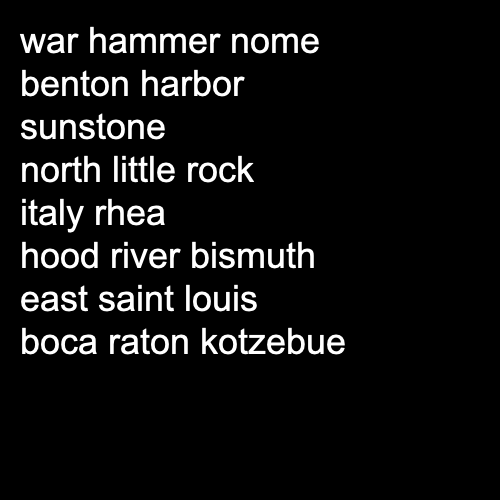 war hammer nome
benton harbor
sunstone
north little rock
italy rhea
hood river bismuth
east saint louis
boca raton kotzebue